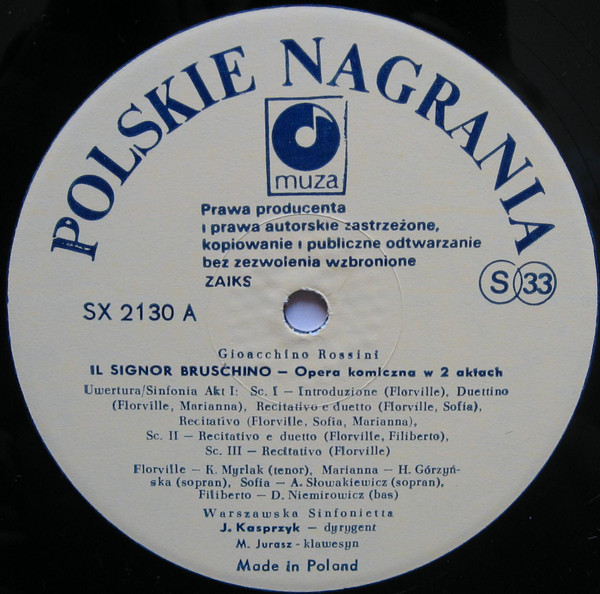 POLSKIE NAGRANIA
muza
Prawa producenta
i prawa autorskie zastrzeżone,
kopiowanie i publiczne odtwarzanie
bez zezwolenia wzbronione
ZAIKS
S 33
SX 2130 A
Gioacchino Rossini
IL SIGNOR BRUSCHINO — Opera komiczna w 2 aktach
Uwertura/Sinfonia Akt I: Sc. I — Introduzione (Florville), Duettino
(Florville, Marianna), Recitativo e duetto (Florville, Sofia),
Recitativo (Florville, Sofia, Marianna),
Sc. II — Recitativo e duetto (Florville, Filiberto),
Sc. III — Recitativo (Florville)
Florville — K. Myrlak (tenor), Marianna — H. Górzyń-
ska (sopran), Sofia — A. Słowakiewicz (sopran),
Filiberto — D. Niemirowicz (bas)
Warszawska Sinfonietta
J. Kasprzyk — dyrygent
M. Jurasz - klawesyn
Made in Poland